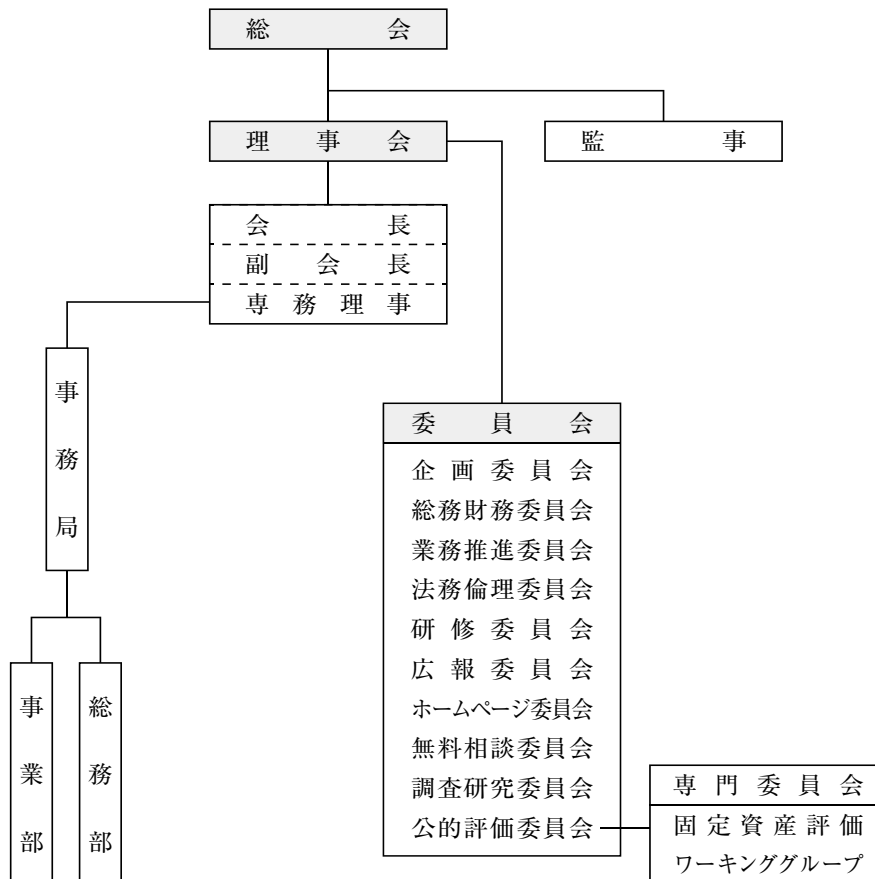 総会
理事会
監事
会長
副会長
専務理事
事務局
事業部
総務部
委員会
企画委員会
総務財務委員会
業務推進委員会
法務倫理委員会
研修委員会
広報委員会
ホームページ委員会
無料相談委員会
調査研究委員会
公的評価委員会
専門委員会
固定資産評価
ワーキンググループ